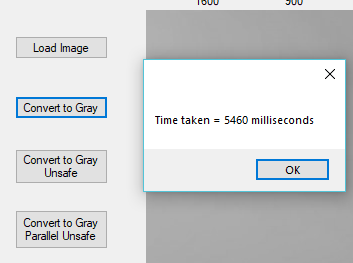 1600 900
Load Image
Convert to Gray
Time taken = 5460 milliseconds
OK
Convert to Gray
Unsafe
Convert to Gray
Parallel Unsafe